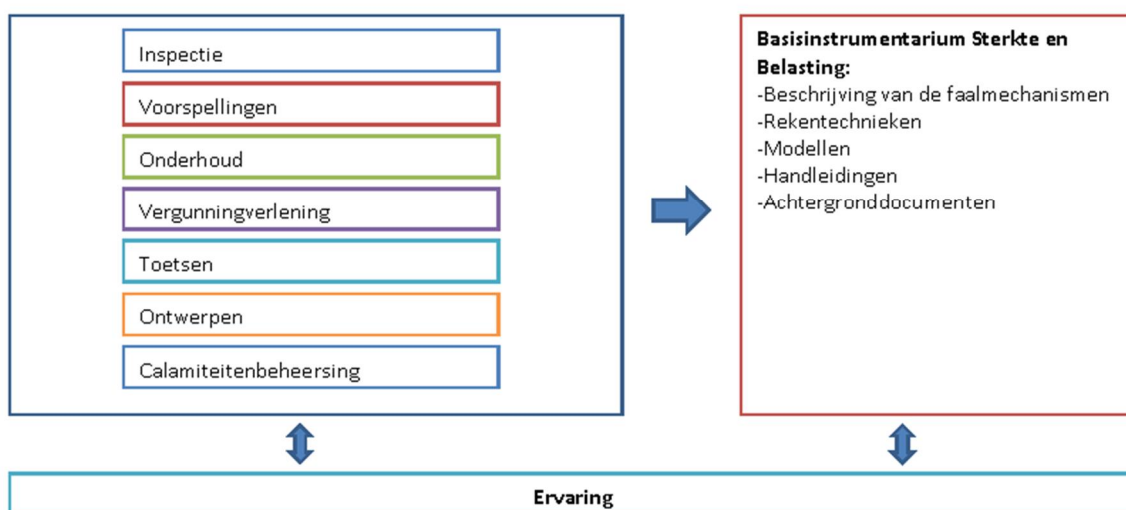 Inspectie
Voorspellingen
Onderhoud
Vergunningverlening
Toetsen
Ontwerpen
Calamiteitenbeheersing
Basisinstrumentarium Sterkte en
Belasting:
-Beschrijving van de faalmechanismen
-Rekentechnieken
-Modellen
-Handleidingen
-Achtergronddocumenten
Ervaring